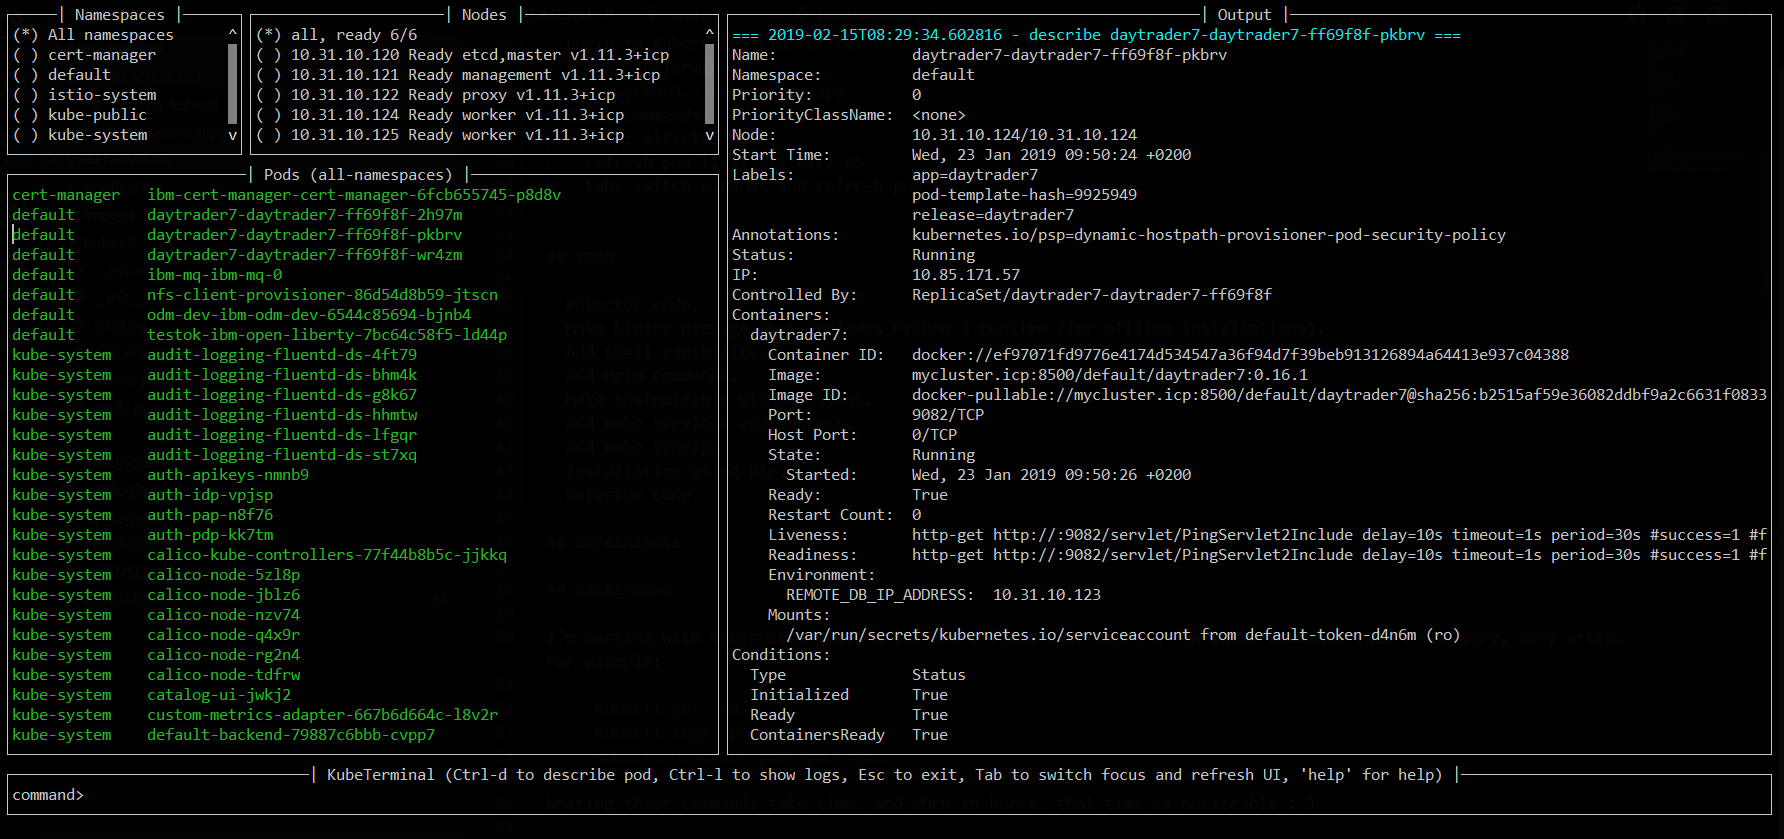 Namespaces
(*) All namespaces ^
( ) cert-manager
( ) default
( ) istio-system
( ) kube-public
( ) kube-system v
Nodes
(*) all, ready 6/6 ^
( ) 10.31.10.120 Ready etcd,master v1.11.3+icp
( ) 10.31.10.121 Ready management v1.11.3+icp
( ) 10.31.10.122 Ready proxy v1.11.3+icp
( ) 10.31.10.124 Ready worker v1.11.3+icp
( ) 10.31.10.125 Ready worker v1.11.3+icp v
Pods (all-namespaces)
cert-manager ibm-cert-manager-cert-manager-6fcb655745-p8d8v
default daytrader7-daytrader7-ff69f8f-2h97m
default daytrader7-daytrader7-ff69f8f-pkbrv
default daytrader7-daytrader7-ff69f8f-wr4zm
default ibm-mq-ibm-mq-0
default nfs-client-provisioner-86d54d8b59-jtscn
default odm-dev-ibm-odm-dev-6544c85694-bjnb4
default testok-ibm-open-liberty-7bc64c58f5-ld44p
kube-system audit-logging-fluentd-ds-4ft79
kube-system audit-logging-fluentd-ds-bhm4k
kube-system audit-logging-fluentd-ds-g8k67
kube-system audit-logging-fluentd-ds-hhmtw
kube-system audit-logging-fluentd-ds-lfgqr
kube-system audit-logging-fluentd-ds-st7xq
kube-system auth-apikeys-nmnb9
kube-system auth-idp-vpjsp
kube-system auth-pap-n8f76
kube-system auth-pdp-kk7tm
kube-system calico-kube-controllers-77f44b8b5c-jjkkq
kube-system calico-node-5zl8p
kube-system calico-node-jblz6
kube-system calico-node-nzv74
kube-system calico-node-q4x9r
kube-system calico-node-rg2n4
kube-system calico-node-tdfrw
kube-system catalog-ui-jwkj2
kube-system custom-metrics-adapter-667b6d664c-l8v2r
kube-system default-backend-79887c6bbb-cvpp7
Output
=== 2019-02-15T08:29:34.602816 - describe daytrader7-daytrader7-ff69f8f-pkbrv ===
Name: daytrader7-daytrader7-ff69f8f-pkbrv
Namespace: default
Priority: 0
PriorityClassName: <none>
Node: 10.31.10.124/10.31.10.124
Start Time: Wed, 23 Jan 2019 09:50:24 +0200
Labels: app=daytrader7
pod-template-hash=9925949
release=daytrader7
Annotations: kubernetes.io/psp=dynamic-hostpath-provisioner-pod-security-policy
Status: Running
IP: 10.85.171.57
Controlled By: ReplicaSet/daytrader7-daytrader7-ff69f8f
Containers:
daytrader7:
Container ID: docker://ef97071fd9776e4174d534547a36f94d7f39beb913126894a64413e937c04388
Image: mycluster.icp:8500/default/daytrader7:0.16.1
Image ID: docker-pullable://mycluster.icp:8500/default/daytrader7@sha256:b2515af59e36082ddbf9a2c6631f0833
Port: 9082/TCP
Host Port: 0/TCP
State: Running
Started: Wed, 23 Jan 2019 09:50:26 +0200
Ready: True
Restart Count: 0
Liveness: http-get http://:9082/servlet/PingServlet2Include delay=10s timeout=1s period=30s #success=1 #f
Readiness: http-get http://:9082/servlet/PingServlet2Include delay=10s timeout=1s period=30s #success=1 #f
Environment:
REMOTE_DB_IP_ADDRESS: 10.31.10.123
Mounts:
/var/run/secrets/kubernetes.io/serviceaccount from default-token-d4n6m (ro)
Conditions:
Type Status
Initialized True
Ready True
ContainersReady True
KubeTerminal (Ctrl-d to describe pod, Ctrl-l to show logs, Esc to exit, Tab to switch focus and refresh UI, 'help' for help)
command>